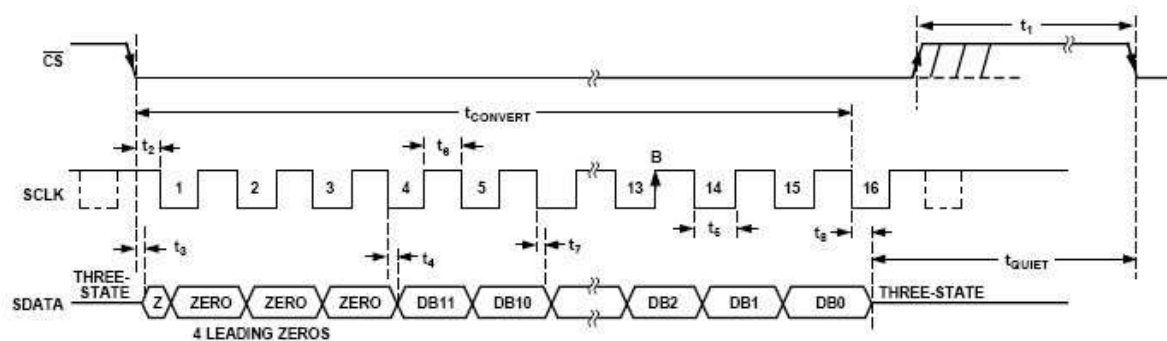 t1
CS
tCONVERT
t2
t6
B
SCLK
1
2
3
4
5
13
14
15
16
t3
t4
t7
t5
t8
tQUIET
THREE-STATE
SDATA
Z
ZERO
ZERO
ZERO
DB11
DB10
DB2
DB1
DB0
THREE-STATE
4 LEADING ZEROS